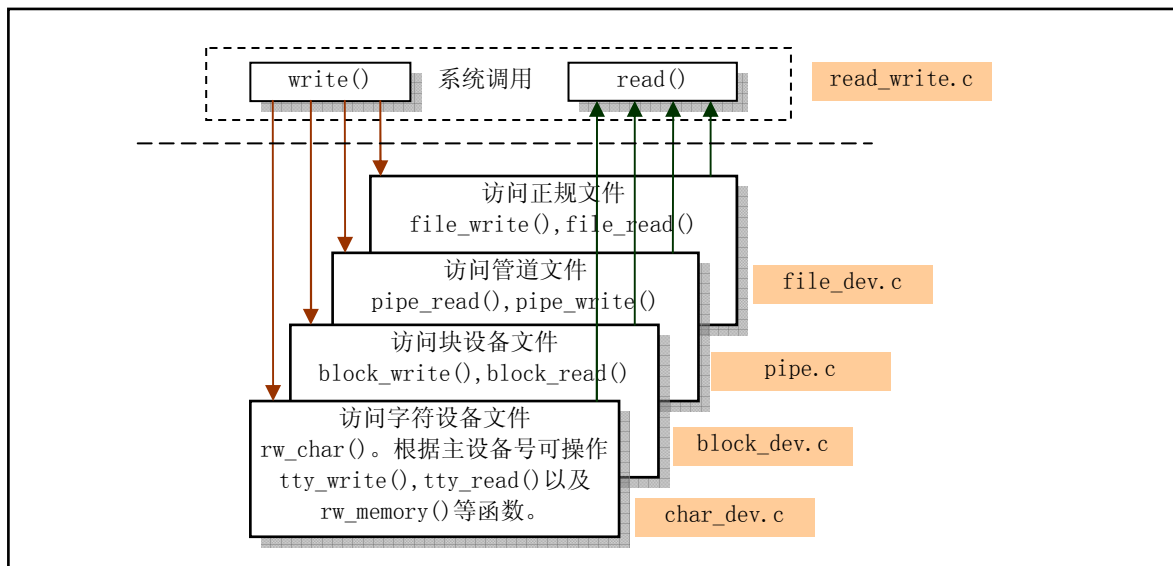 write()
系统调用
read()
read_write.c
访问正规文件
file_write(),file_read()
访问管道文件
file_dev.c
pipe_read(),pipe_write()
访问块设备文件
pipe.c
block_write(),block_read()
访问字符设备文件
rw_char()。根据主设备号可操作
block_dev.c
tty_write(),tty_read()以及
rw_memory()等函数。
char_dev.c